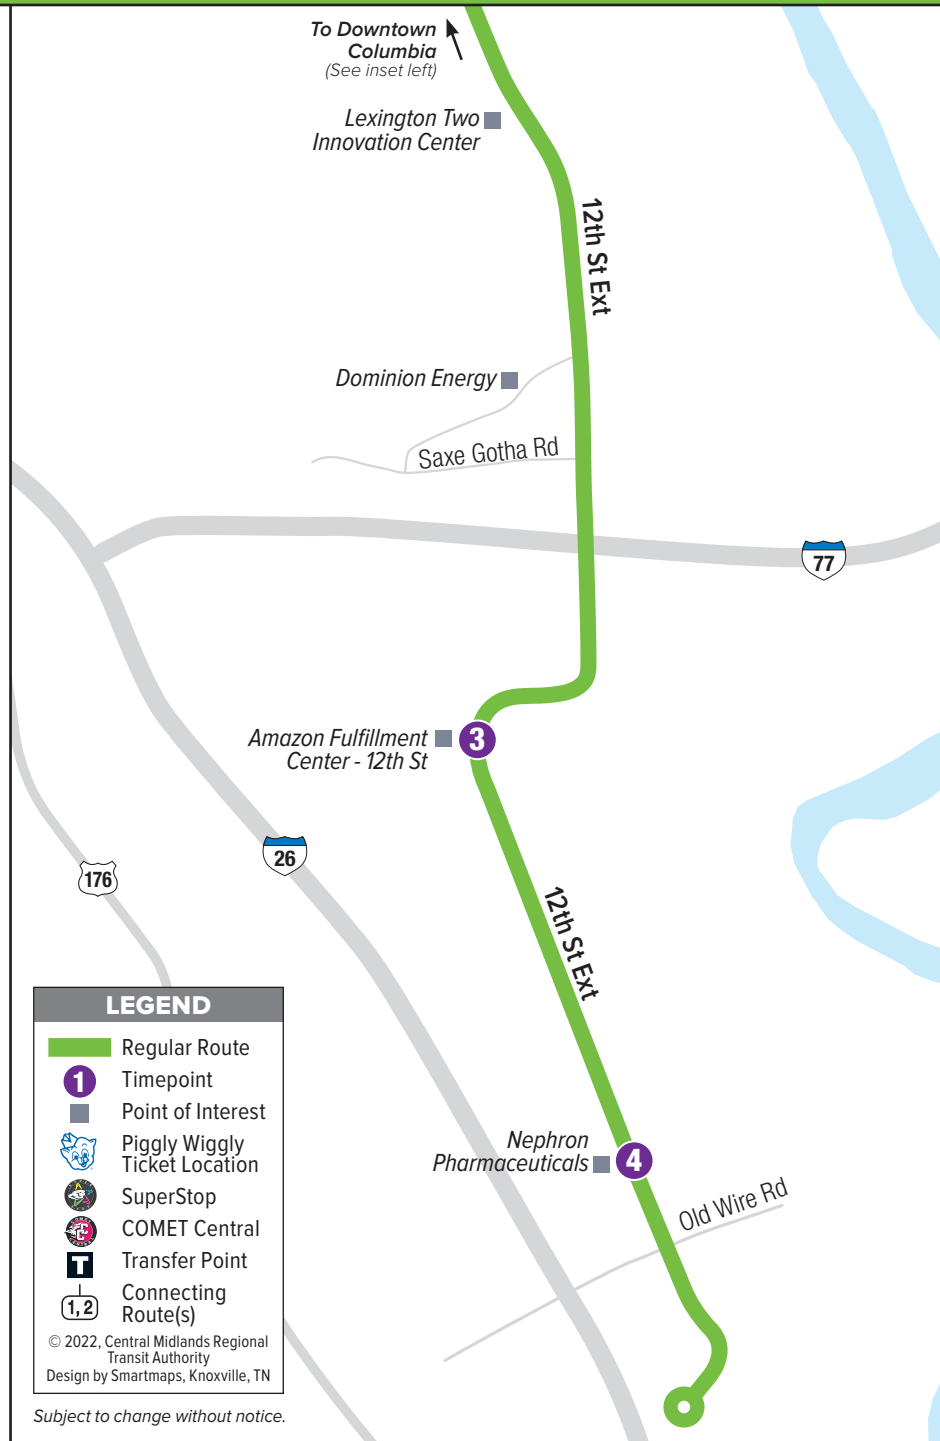 To Downtown
Columbia
(See inset left)
Lexington Two
Innovation Center
12th St Ext
Dominion Energy
Saxe Gotha Rd
77
Amazon Fulfillment
Center - 12th St
3
26
176
12th St Ext
Nephron
Pharmaceuticals
4
Old Wire Rd
LEGEND
Regular Route
1 Timepoint
Point of Interest
Piggly Wiggly
Ticket Location
SuperStop
COMET Central
T Transfer Point
1, 2 Connecting
Route(s)
© 2022, Central Midlands Regional
Transit Authority
Design by Smartmaps, Knoxville, TN
Subject to change without notice.